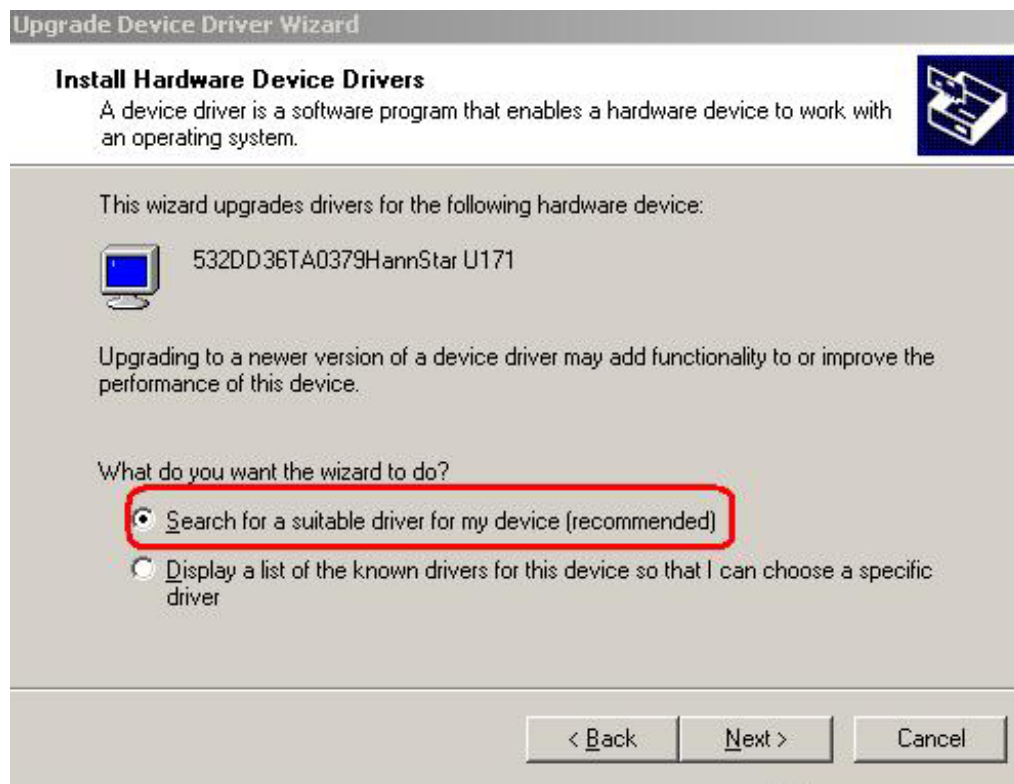 Upgrade Device Driver Wizard
Install Hardware Device Drivers
A device driver is a software program that enables a hardware device to work with
an operating system.
This wizard upgrades drivers for the following hardware device:
532DD36TA0379HannStar U171
Upgrading to a newer version of a device driver may add functionality to or improve the
performance of this device.
What do you want the wizard to do?
Search for a suitable driver for my device (recommended)
Display a list of the known drivers for this device so that I can choose a specific
driver
< Back Next > Cancel